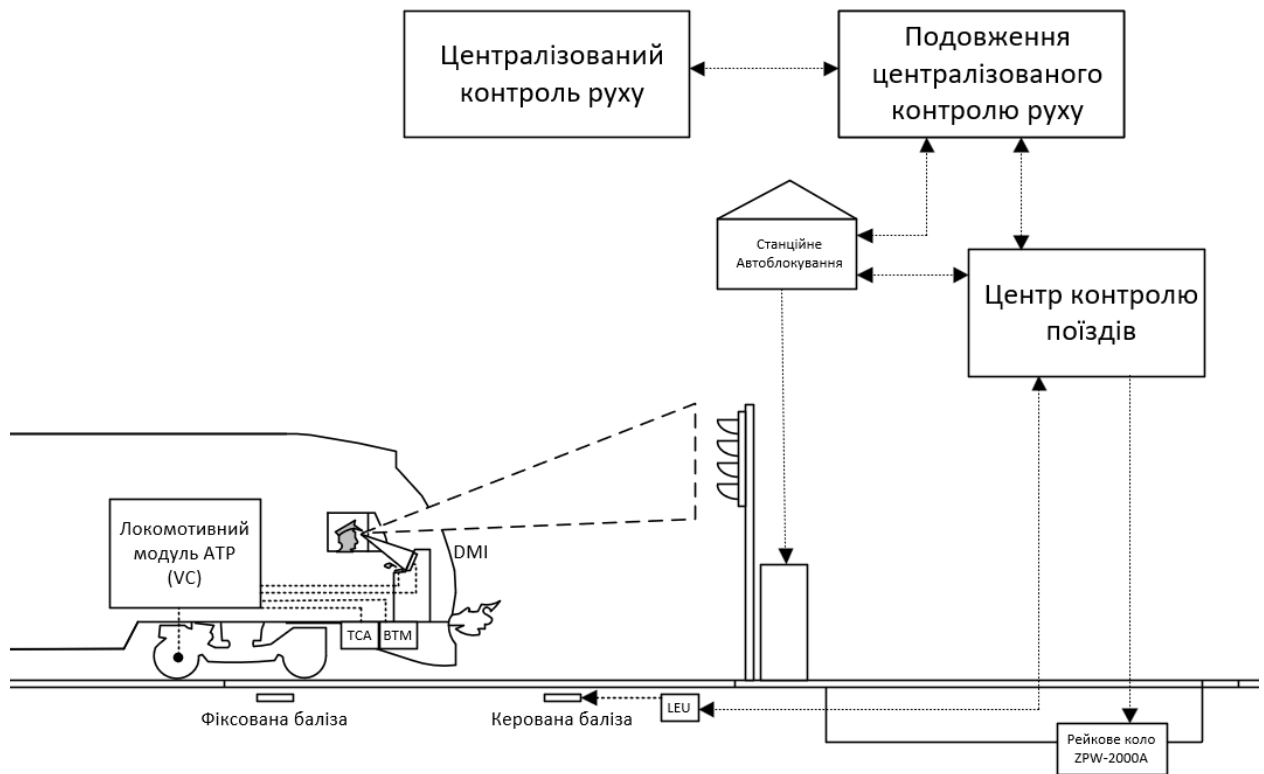 Централізований
контроль руху
Подовження
централізованого
контролю руху
Станційне
Автоблокування
Центр контролю
поїздів
Локомотивний
модуль АТР
(VC)
DMI
TCA
BTM
Фіксована баліза
Керована баліза
LEU
Рейкове коло
ZPW-2000A